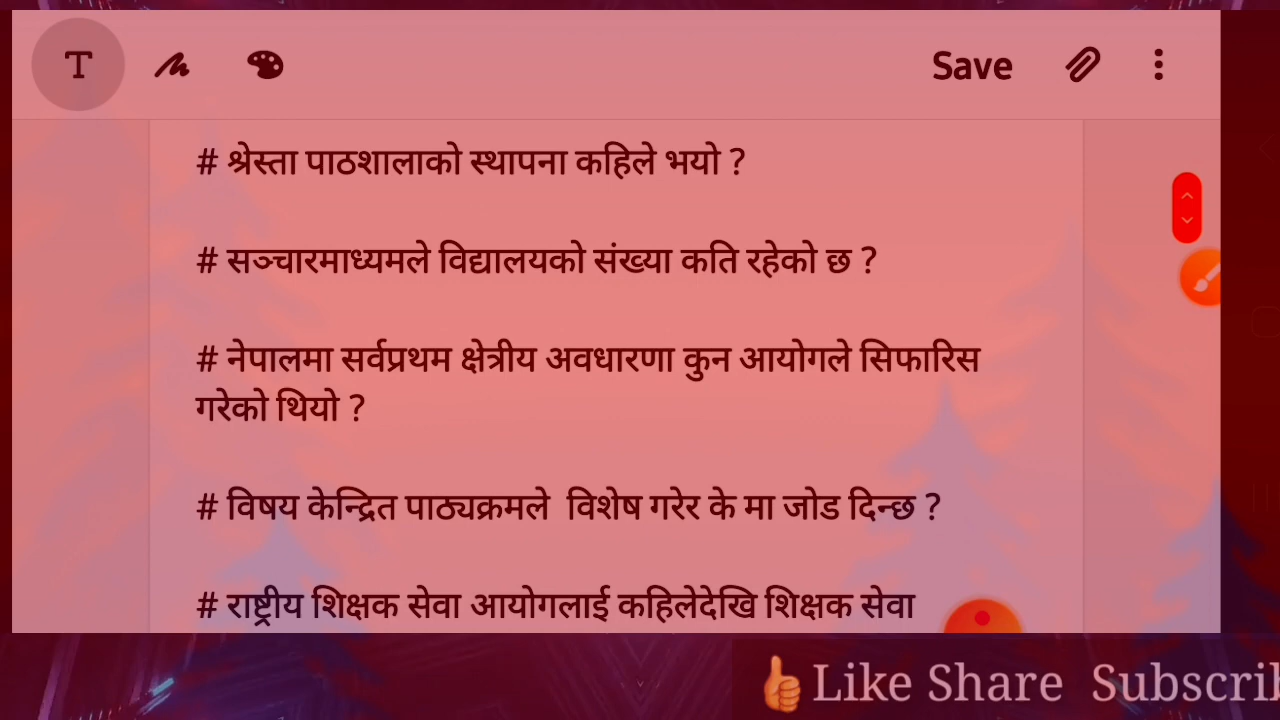 T
Save
# श्रेस्ता पाठशालाको स्थापना कहिले भयो ?
# सञ्चारमाध्यमले विद्यालयको संख्या कति रहेको छ ?
# नेपालमा सर्वप्रथम क्षेत्रीय अवधारणा कुन आयोगले सिफारिस
गरेको थियो ?
# विषय केन्द्रित पाठ्यक्रमले विशेष गरेर के मा जोड दिन्छ ?
# राष्ट्रीय शिक्षक सेवा आयोगलाई कहिलेदेखि शिक्षक सेवा
Like Share Subscrib